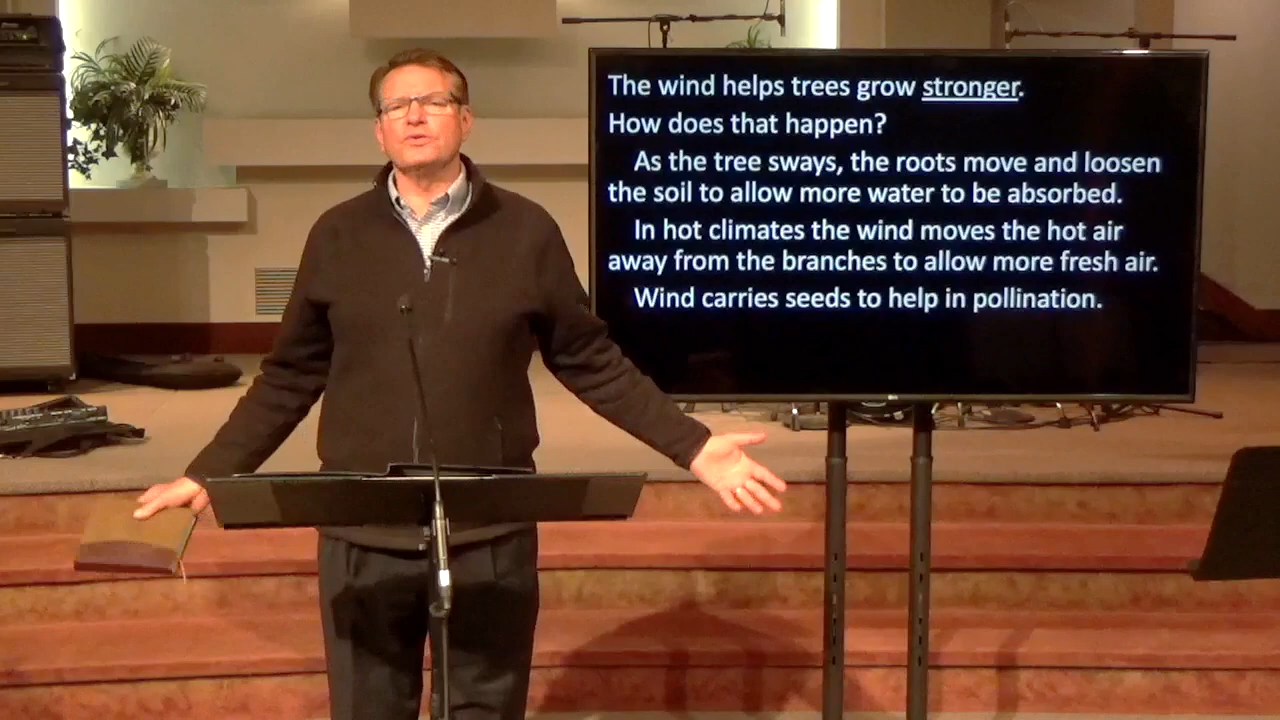 The wind helps trees grow stronger.
How does that happen?
As the tree sways, the roots move and loosen
the soil to allow more water to be absorbed.
In hot climates the wind moves the hot air
away from the branches to allow more fresh air.
Wind carries seeds to help in pollination.